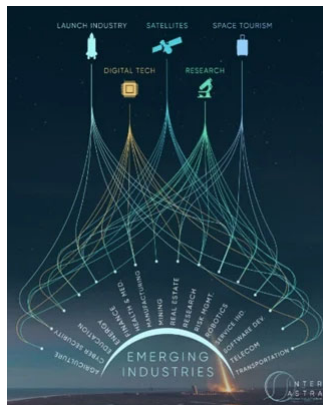 LAUNCH INDUSTRY
SATELLITES
SPACE TOURISM
DIGITAL TECH
RESEARCH
AGRICULTURE
CYBER SECURITY
EDUCATION
ENERGY
FINANCE
HEALTH & MED.
MANUFACTURING
MINING
REAL ESTATE
RESEARCH
RISK MGMT.
ROBOTICS
SERVICE IND.
SOFTWARE DEV.
TELECOM
TRANSPORTATION
EMERGING
INDUSTRIES
INTER
ASTRA